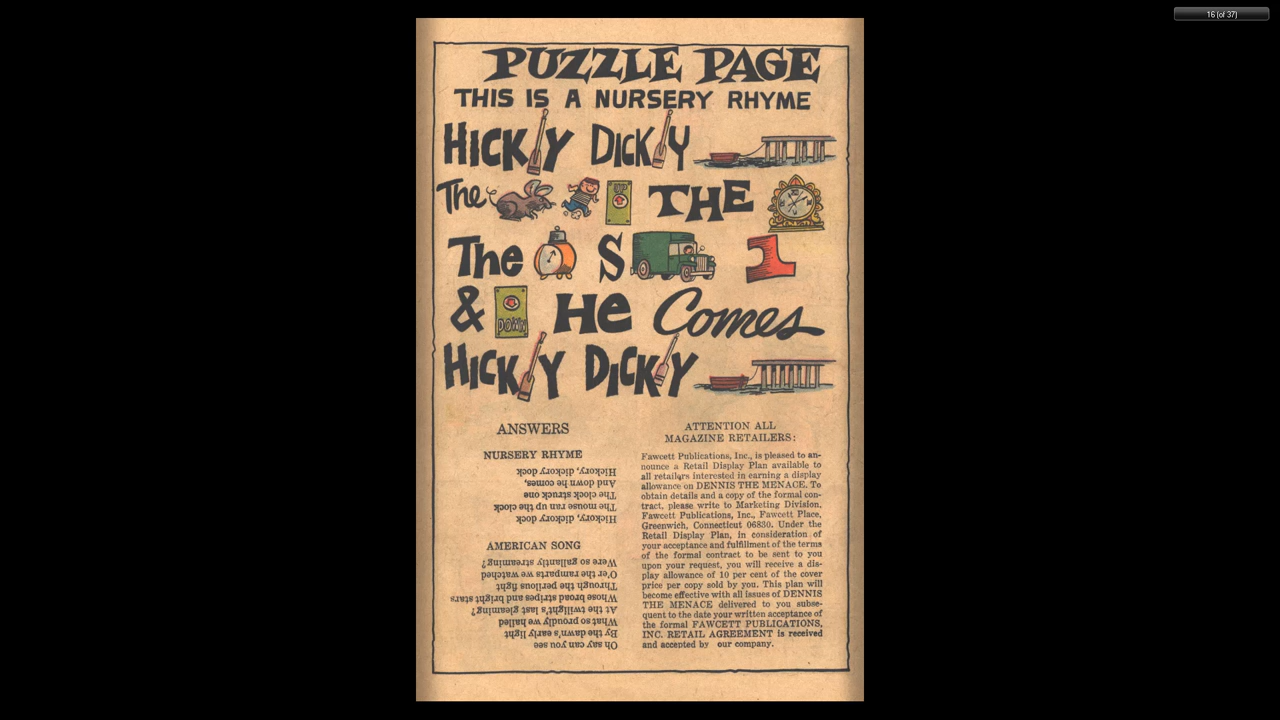 16 (of 37)
PUZZLE PAGE
THIS IS A NURSERY RHYME
HICK Y DICK Y
The UP THE
The S 1
& DOWN He Comes
HICK Y DICK Y
ANSWERS
NURSERY RHYME
Hickory, dickory dock
The mouse ran up the clock
The clock struck one
And down he comes,
Hickory, dickory dock
AMERICAN SONG
Oh say can you see
By the dawn's early light
What so proudly we hailed
At the twilight's last gleaming?
Whose broad stripes and bright stars
Through the perilous fight
O'er the ramparts we watched
Were so gallantly streaming?
ATTENTION ALL
MAGAZINE RETAILERS:
Fawcett Publications, Inc., is pleased to an-
nounce a Retail Display Plan available to
all retailers interested in earning a display
allowance on DENNIS THE MENACE. To
obtain details and a copy of the formal con-
tract, please write to Marketing Division,
Fawcett Publications, Inc., Fawcett Place,
Greenwich, Connecticut 06830. Under the
Retail Display Plan, in consideration of
your acceptance and fulfillment of the terms
of the formal contract to be sent to you
upon your request, you will receive a dis-
play allowance of 10 per cent of the cover
price per copy sold by you. This plan will
become effective with all issues of DENNIS
THE MENACE delivered to you subse-
quent to the date your written acceptance of
the formal FAWCETT PUBLICATIONS,
INC. RETAIL AGREEMENT is received
and accepted by our company.